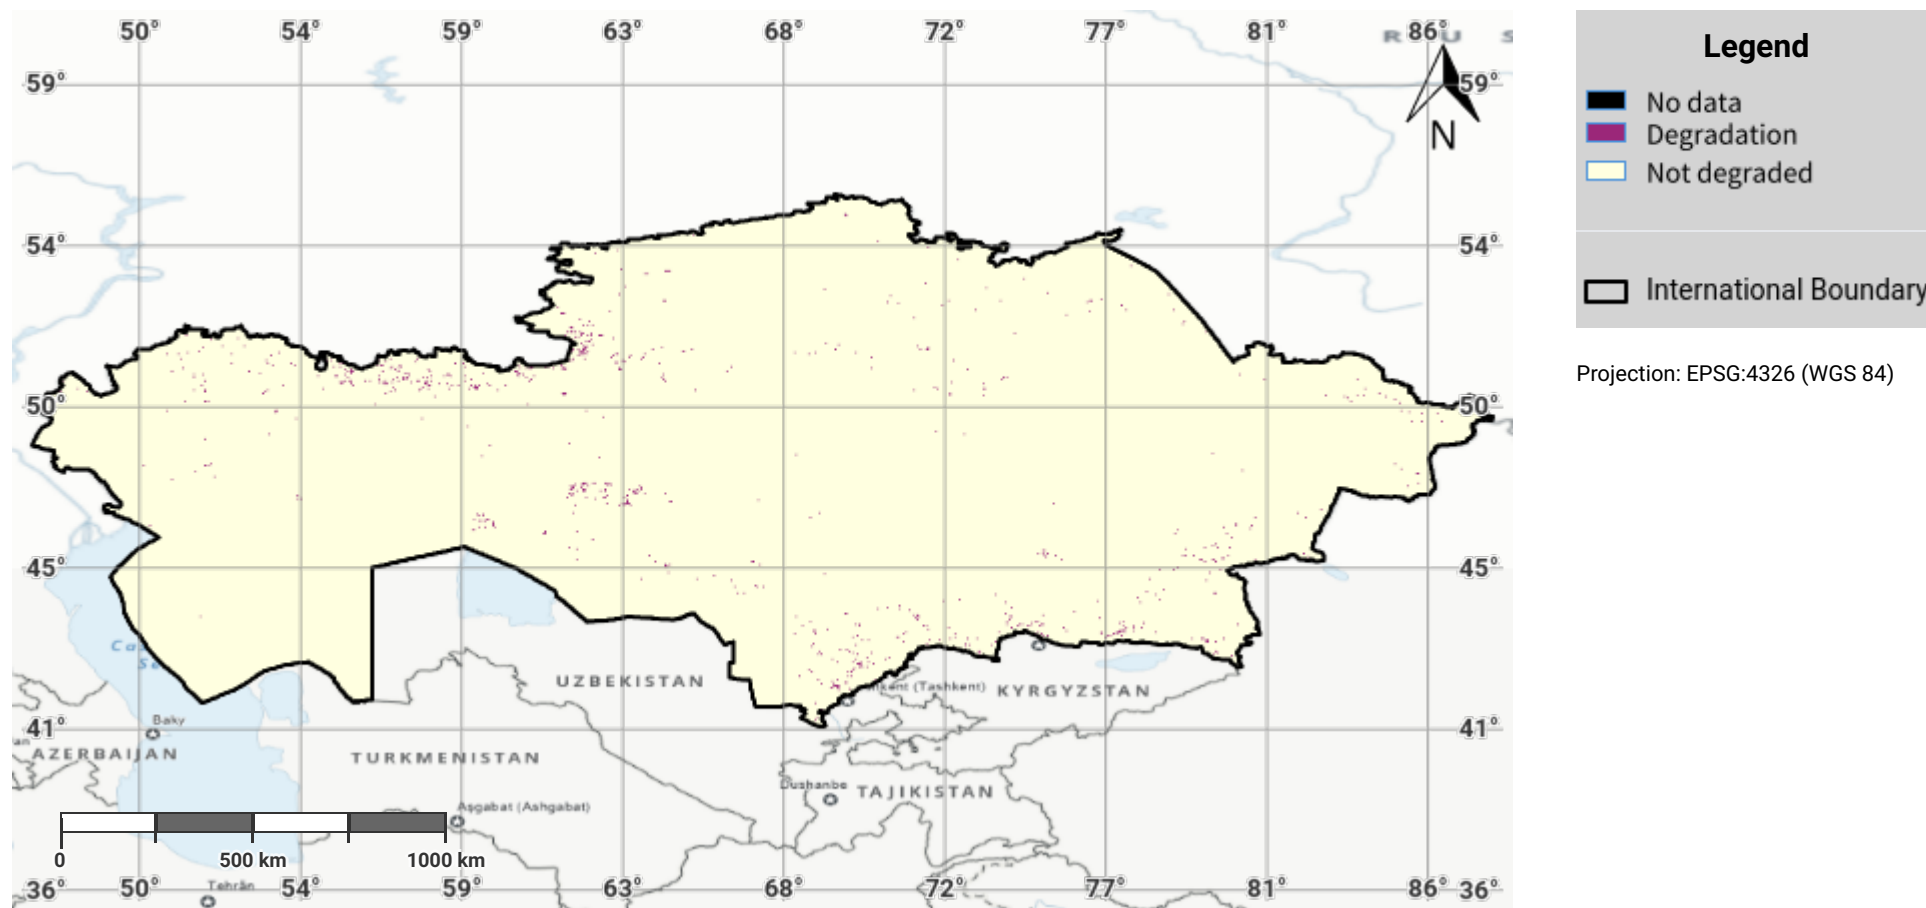 50° 54° 59° 63° 68° 72° 77° 81° 86°
R U S
59° 59°
N
54° 54°
50° 50°
45° 45°
UZBEKISTAN
KYRGYZSTAN
Baky
41° 41°
AZERBAIJAN
TURKMENISTAN
Dushanbe
TAJIKISTAN
Aşgabat (Ashgabat)
0 500 km 1000 km
Tehrān
36° 50° 54° 59° 63° 68° 72° 77° 81° 86° 36°
Legend
No data
Degradation
Not degraded
International Boundary
Projection: EPSG:4326 (WGS 84)